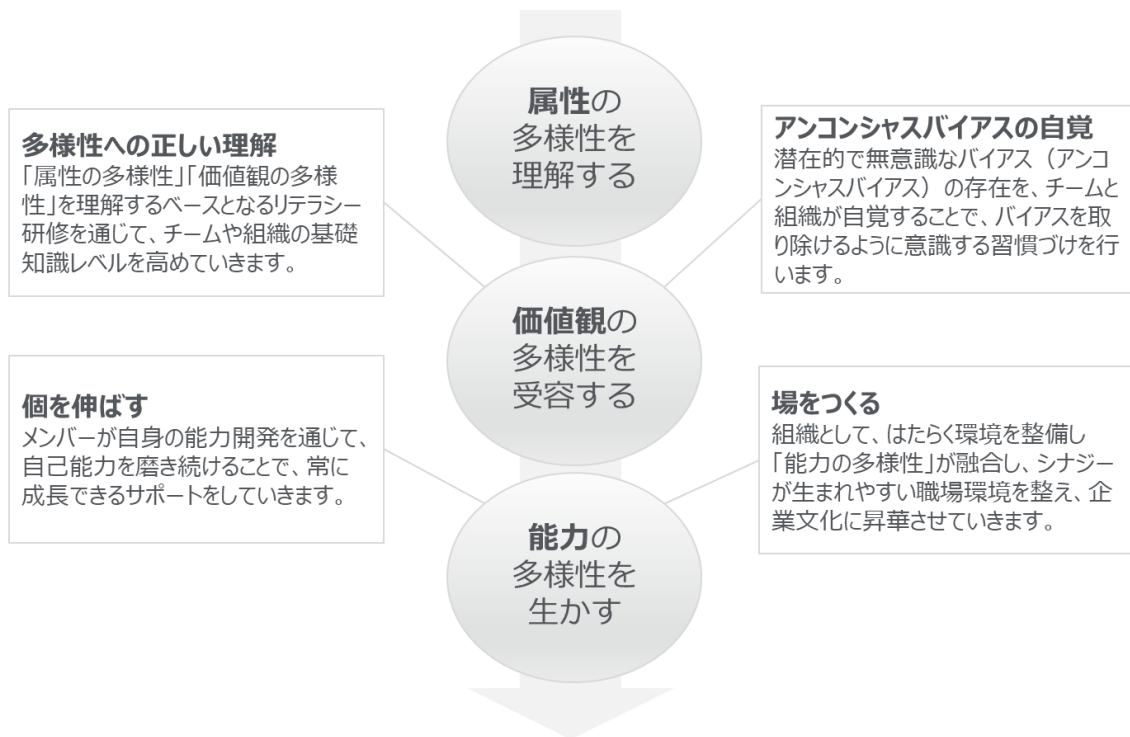 属性の
多様性を
理解する
多様性への正しい理解
「属性の多様性」「価値観の多様
性」を理解するベースとなるリテラシー
研修を通じて、チームや組織の基礎
知識レベルを高めていきます。
アンコンシャスバイアスの自覚
潜在的で無意識なバイアス（アンコ
ンシャスバイアス）の存在を、チームと
組織が自覚することで、バイアスを取
り除けるように意識する習慣づけを行
います。
価値観の
多様性を
受容する
個を伸ばす
メンバーが自身の能力開発を通じて、
自己能力を磨き続けることで、常に
成長できるサポートをしていきます。
場をつくる
組織として、はたらく環境を整備し
「能力の多様性」が融合し、シナジー
が生まれやすい職場環境を整え、企
業文化に昇華させていきます。
能力の
多様性を
生かす